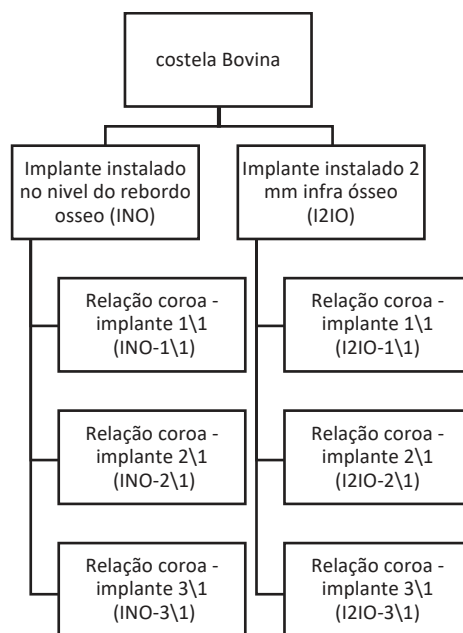 costela Bovina
Implante instalado
no nivel do rebordo
osseo (INO)
Implante instalado 2
mm infra ósseo
(I2IO)
Relação coroa -
implante 1\1
(INO-1\1)
Relação coroa -
implante 2\1
(INO-2\1)
Relação coroa -
implante 3\1
(INO-3\1)
Relação coroa -
implante 1\1
(I2IO-1\1)
Relação coroa -
implante 2\1
(I2IO-2\1)
Relação coroa -
implante 3\1
(I2IO-3\1)